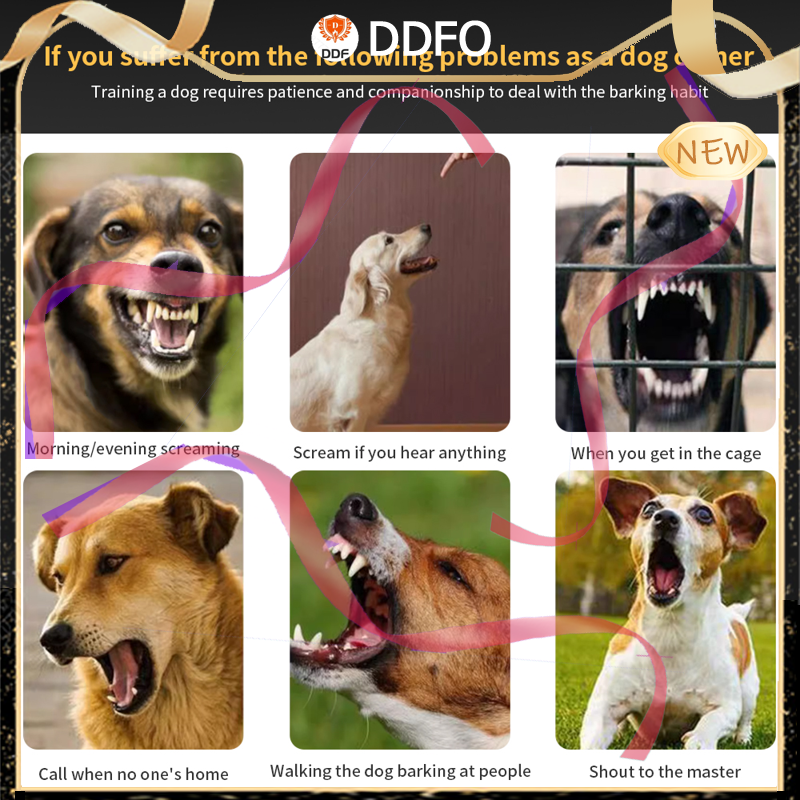 DDFO
D
DDF
If you suffer from the following problems as a dog owner
Training a dog requires patience and companionship to deal with the barking habit
NEW
Morning/evening screaming
Scream if you hear anything
When you get in the cage
Call when no one's home
Walking the dog barking at people
Shout to the master